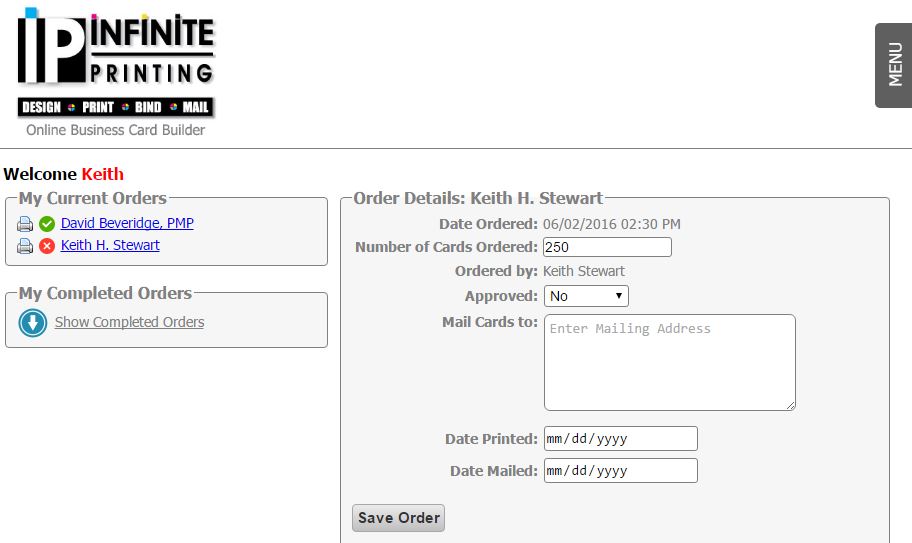 iP INFINITE
PRINTING
DESIGN PRINT BIND MAIL
Online Business Card Builder
MENU
Welcome Keith
My Current Orders
David Beveridge, PMP
Keith H. Stewart
My Completed Orders
Show Completed Orders
Order Details: Keith H. Stewart
Date Ordered: 06/02/2016 02:30 PM
Number of Cards Ordered: 250
Ordered by: Keith Stewart
Approved: No
Mail Cards to: Enter Mailing Address
Date Printed: mm/dd/yyyy
Date Mailed: mm/dd/yyyy
Save Order